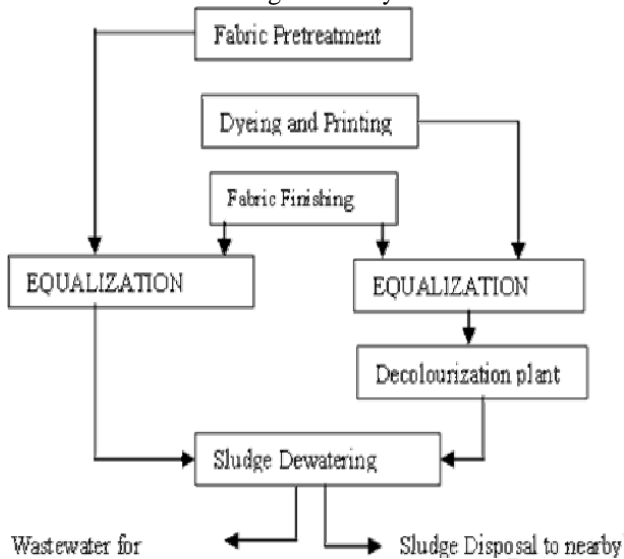 Fabric Pretreatment
Dyeing and Printing
Fabric Finishing
EQUALIZATION
EQUALIZATION
Decolourization plant
Sludge Dewatering
Wastewater for
Sludge Disposal to nearby